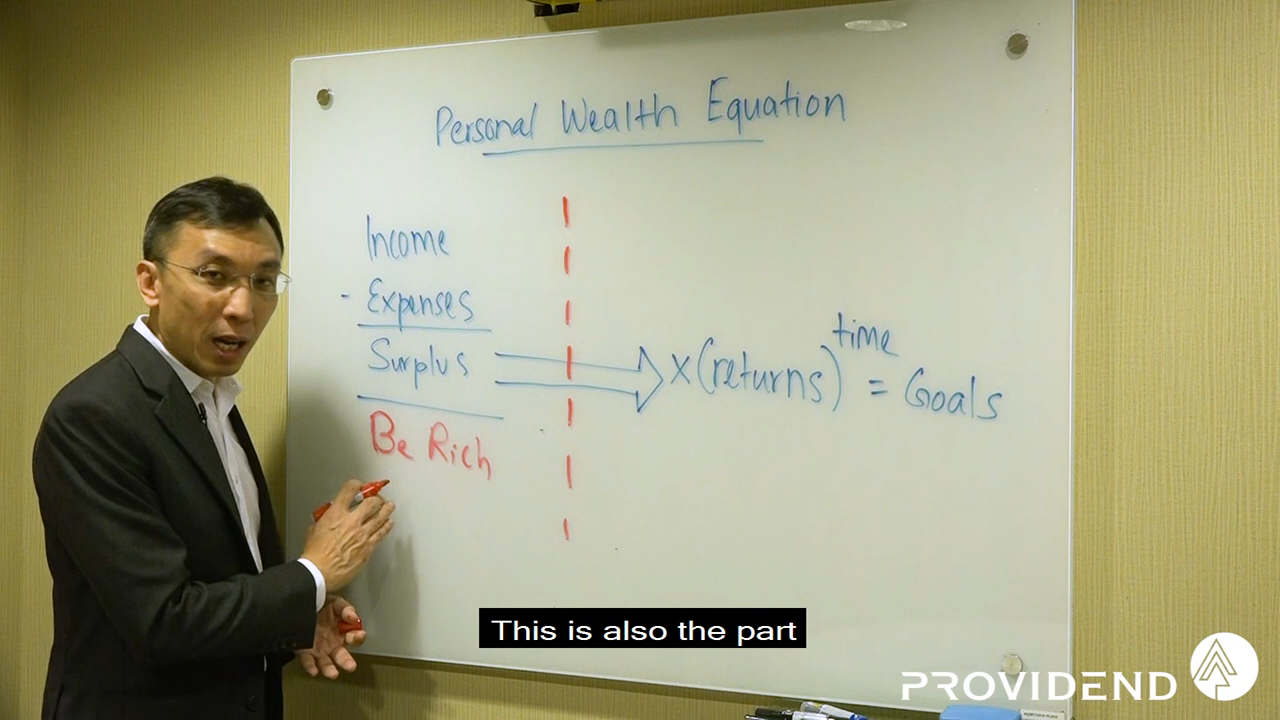 Personal Wealth Equation
Income
- Expenses
Surplus
x (returns)^time = Goals
Be Rich
This is also the part
PROVIDEND